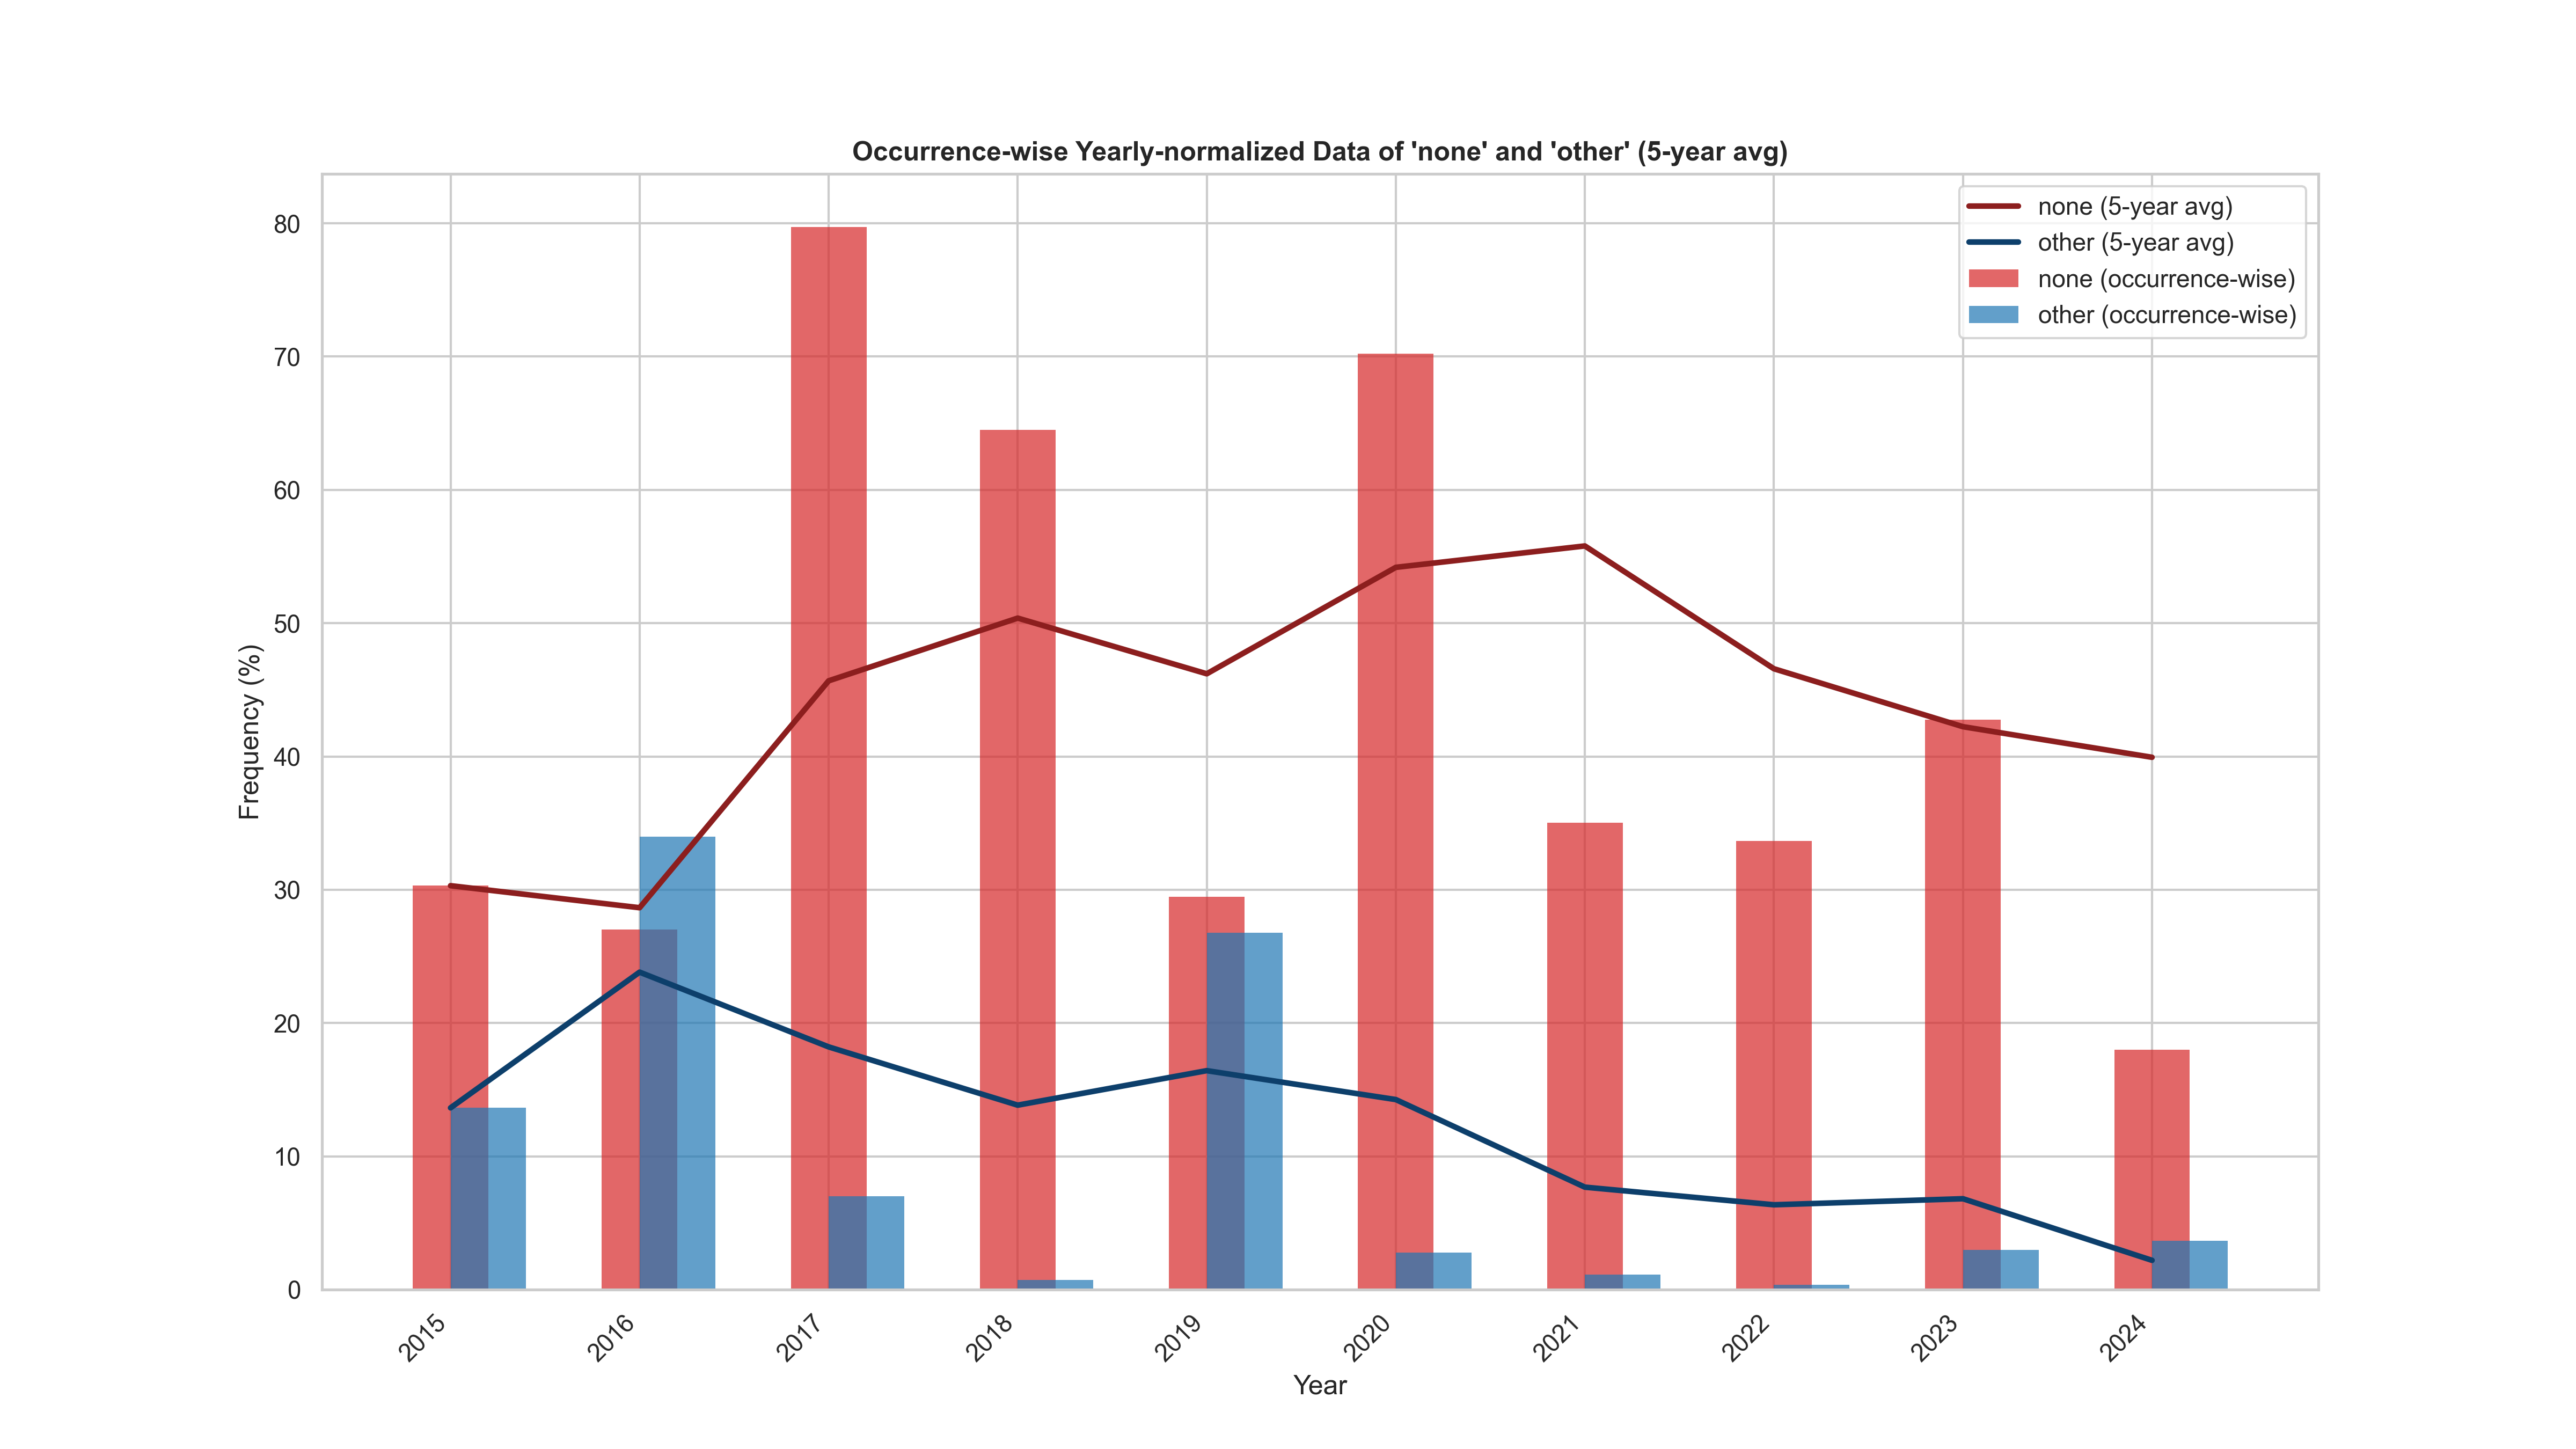 Occurrence-wise Yearly-normalized Data of 'none' and 'other' (5-year avg)
none (5-year avg)
other (5-year avg)
none (occurrence-wise)
other (occurrence-wise)
80
70
60
50
40
30
20
10
0
Frequency (%)
2015
2016
2017
2018
2019
2020
2021
2022
2023
2024
Year